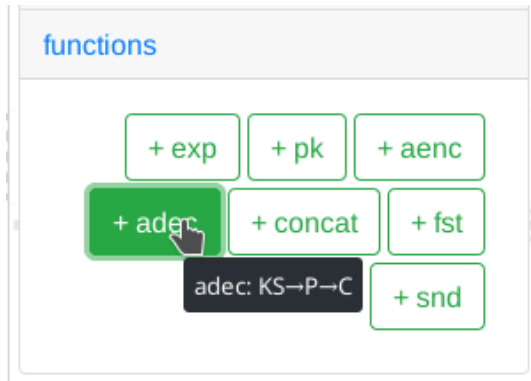 functions
+ exp + pk + aenc
+ adec + concat + fst
adec: KS→P→C
+ snd